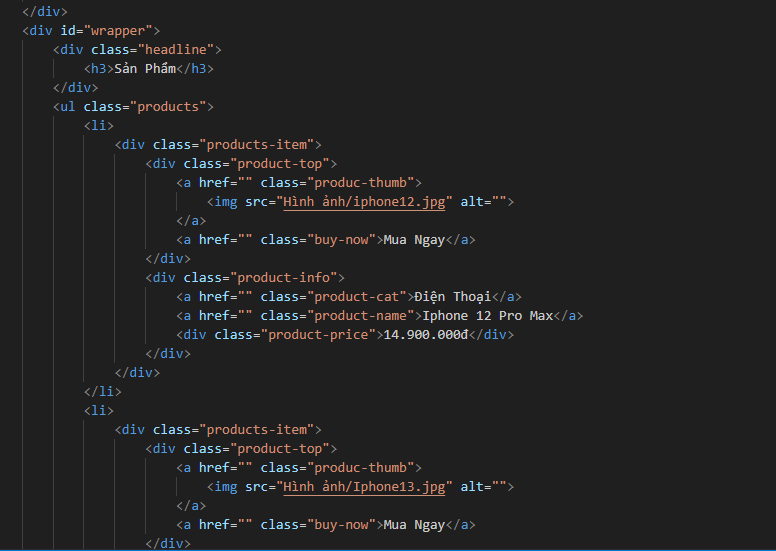 </div>
<div id="wrapper">
<div class="headline">
<h3>Sản Phẩm</h3>
</div>
<ul class="products">
<li>
<div class="products-item">
<div class="product-top">
<a href="" class="produc-thumb">
<img src="Hình ảnh/iphone12.jpg" alt="">
</a>
<a href="" class="buy-now">Mua Ngay</a>
</div>
<div class="product-info">
<a href="" class="product-cat">Điện Thoại</a>
<a href="" class="product-name">Iphone 12 Pro Max</a>
<div class="product-price">14.900.000đ</div>
</div>
</div>
</li>
<li>
<div class="products-item">
<div class="product-top">
<a href="" class="produc-thumb">
<img src="Hình ảnh/Iphone13.jpg" alt="">
</a>
<a href="" class="buy-now">Mua Ngay</a>
</div>